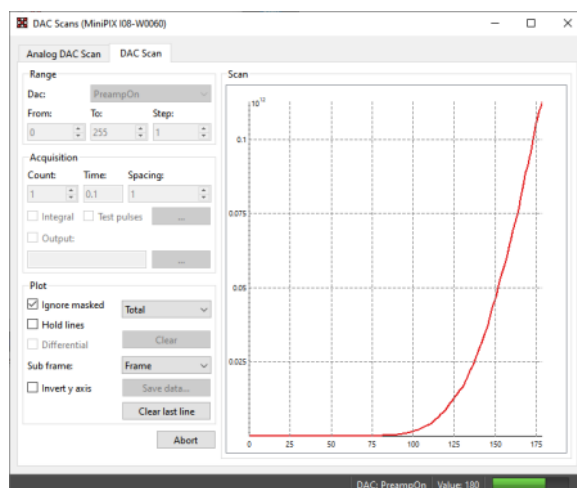 DAC Scans (MiniPIX I08-W0060)
Analog DAC Scan DAC Scan
Range
Dac: PreampOn
From: To: Step:
0 255 1
Acquisition
Count: Time: Spacing:
1 0.1 1
Integral Test pulses ...
Output:
...
Plot
Ignore masked Total
Hold lines
Differential Clear
Sub frame: Frame
Invert y axis Save data...
Clear last line
Abort
Scan
10^12
0.1
0.075
0.05
0.025
0 25 50 75 100 125 150 175
DAC: PreampOn Value: 180